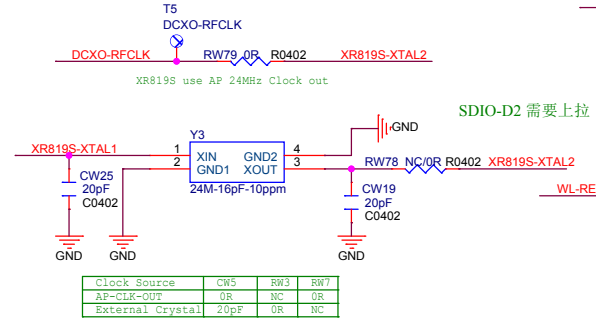 T5
DCXO-RFCLK
DCXO-RFCLK RW79 0R R0402 XR819S-XTAL2
XR819S use AP 24MHz Clock out
SDIO-D2 需要上拉
GND
Y3
XR819S-XTAL1 1 XIN GND2 4
2 GND1 XOUT 3 RW78 NC/0R R0402 XR819S-XTAL2
24M-16pF-10ppm
CW25
20pF
C0402
CW19
20pF
C0402
WL-RE
GND GND GND
Clock Source CW5 RW3 RW7
AP-CLK-OUT 0R NC 0R
External Crystal 20pF 0R NC